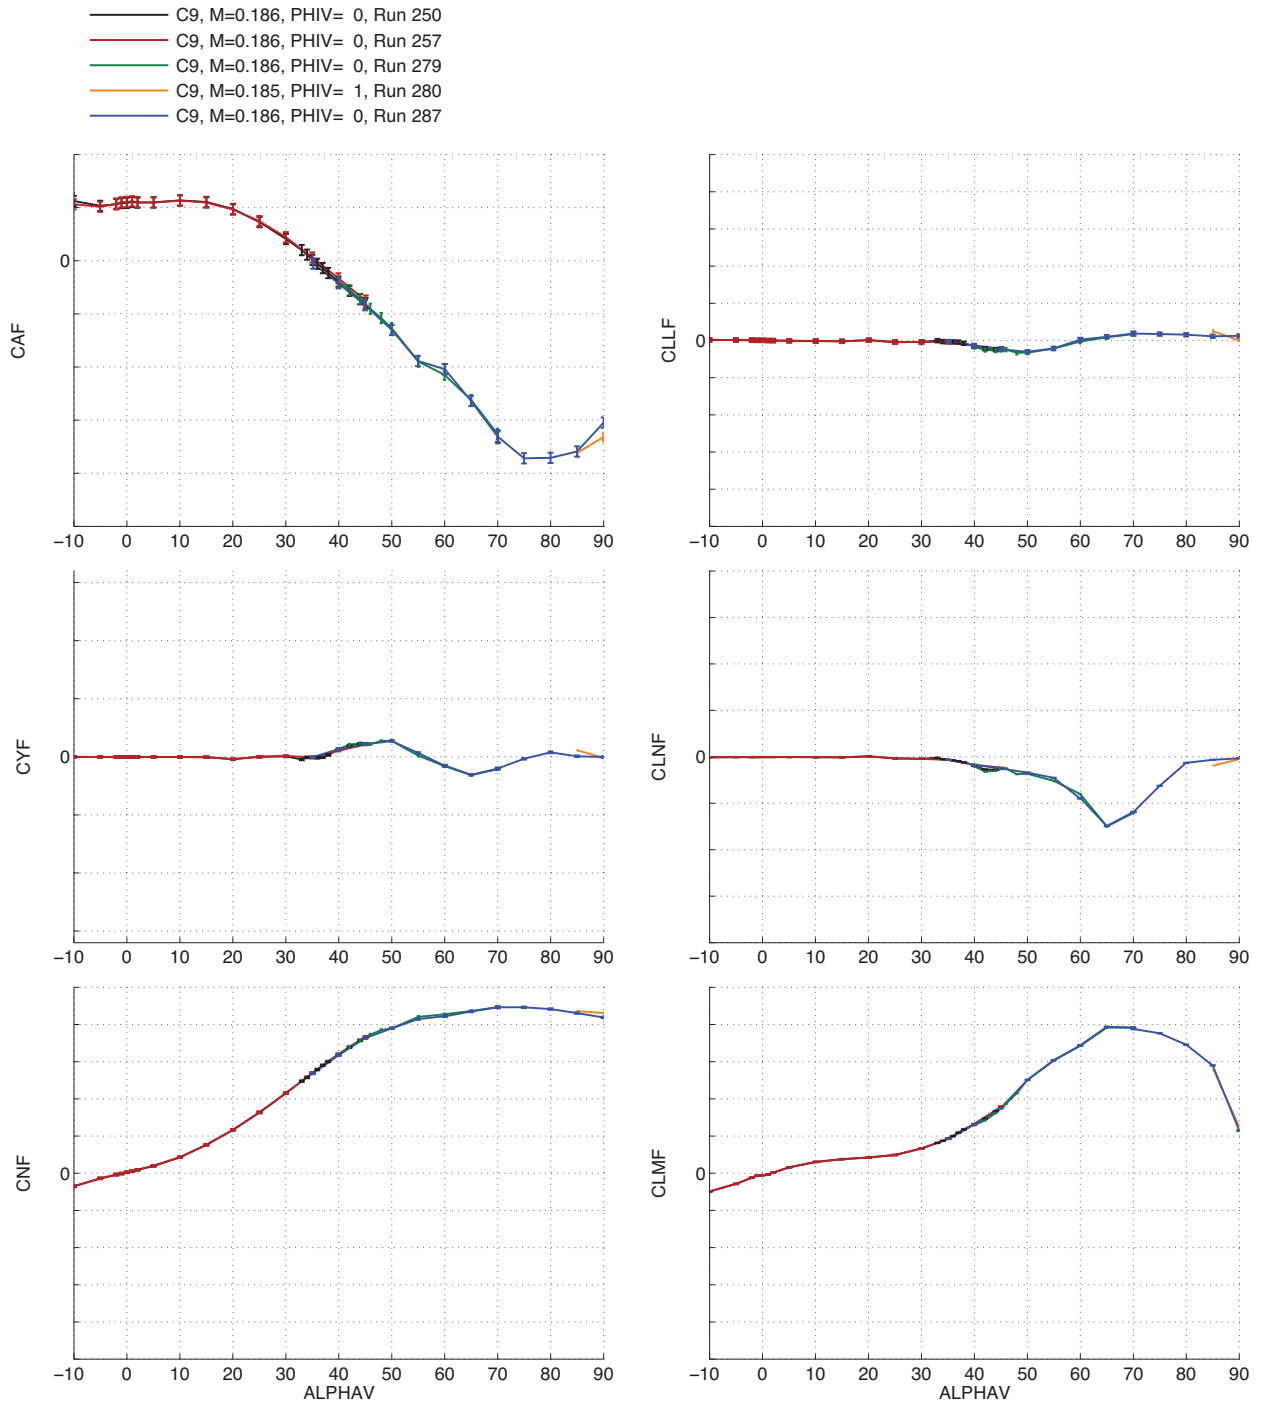 C9, M=0.186, PHIV=  0, Run 250
C9, M=0.186, PHIV=  0, Run 257
C9, M=0.186, PHIV=  0, Run 279
C9, M=0.185, PHIV=  1, Run 280
C9, M=0.186, PHIV=  0, Run 287
CAF
0
−10 0 10 20 30 40 50 60 70 80 90
CLLF
0
−10 0 10 20 30 40 50 60 70 80 90
CYF
0
−10 0 10 20 30 40 50 60 70 80 90
CLNF
0
−10 0 10 20 30 40 50 60 70 80 90
CNF
0
−10 0 10 20 30 40 50 60 70 80 90
ALPHAV
CLMF
0
−10 0 10 20 30 40 50 60 70 80 90
ALPHAV